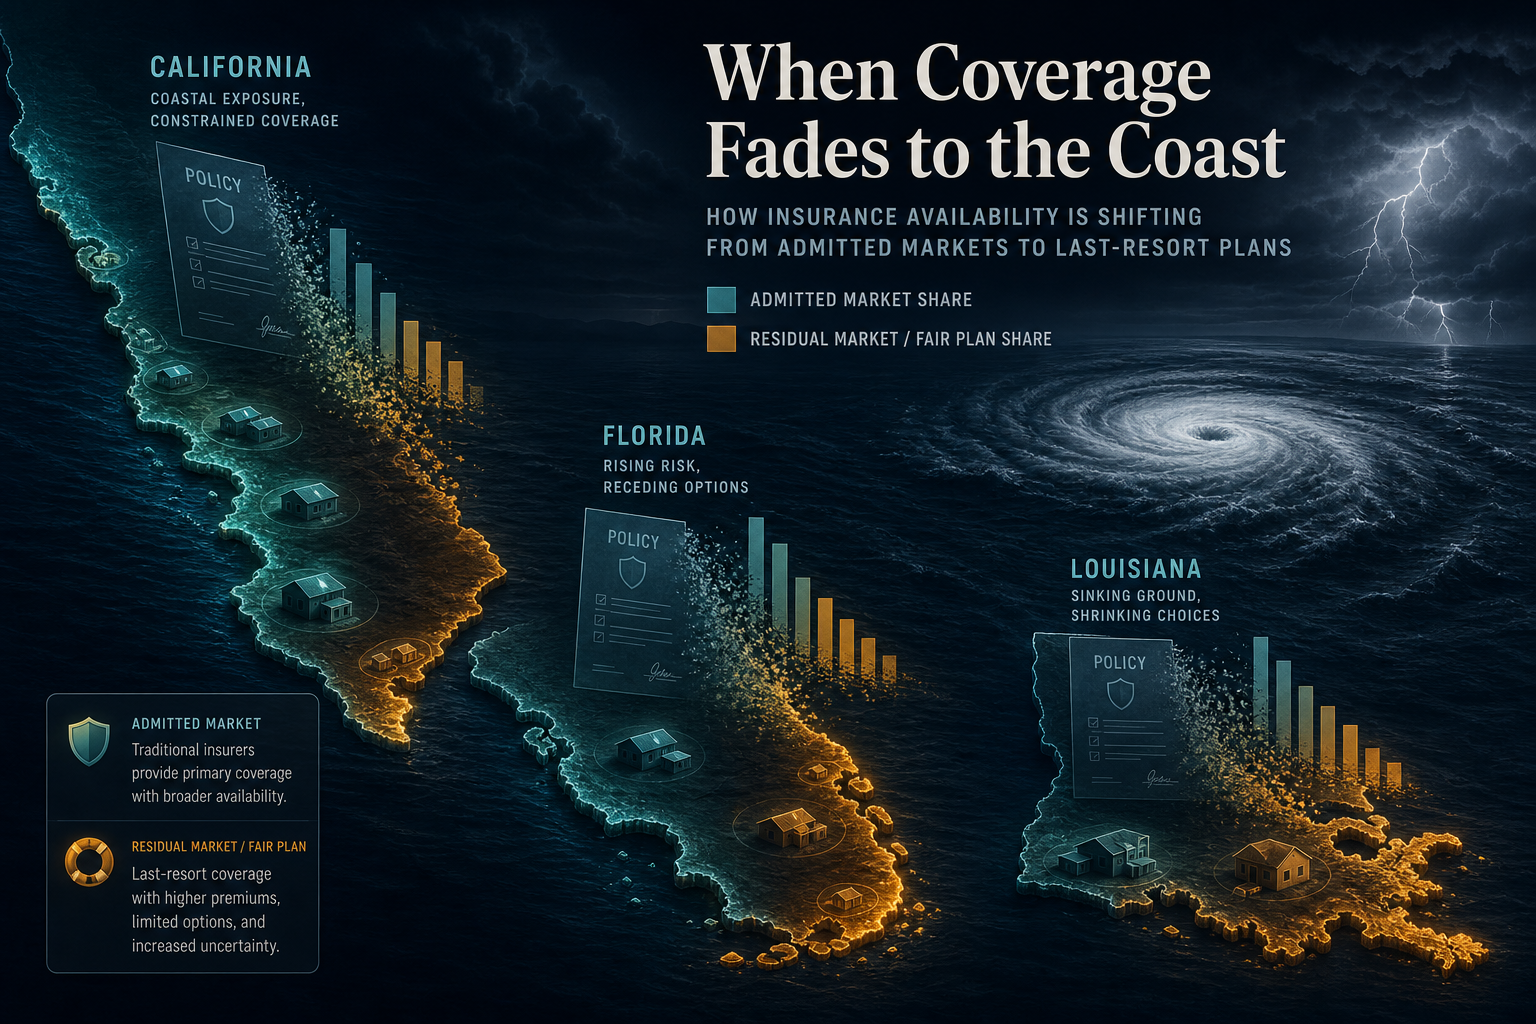 When Coverage
Fades to the Coast
HOW INSURANCE AVAILABILITY IS SHIFTING
FROM ADMITTED MARKETS TO LAST-RESORT PLANS
ADMITTED MARKET SHARE
RESIDUAL MARKET / FAIR PLAN SHARE
CALIFORNIA
COASTAL EXPOSURE,
CONSTRAINED COVERAGE
POLICY
FLORIDA
RISING RISK,
RECEDING OPTIONS
POLICY
LOUISIANA
SINKING GROUND,
SHRINKING CHOICES
POLICY
ADMITTED MARKET
Traditional insurers
provide primary coverage
with broader availability.
RESIDUAL MARKET / FAIR PLAN
Last-resort coverage
with higher premiums,
limited options, and
increased uncertainty.